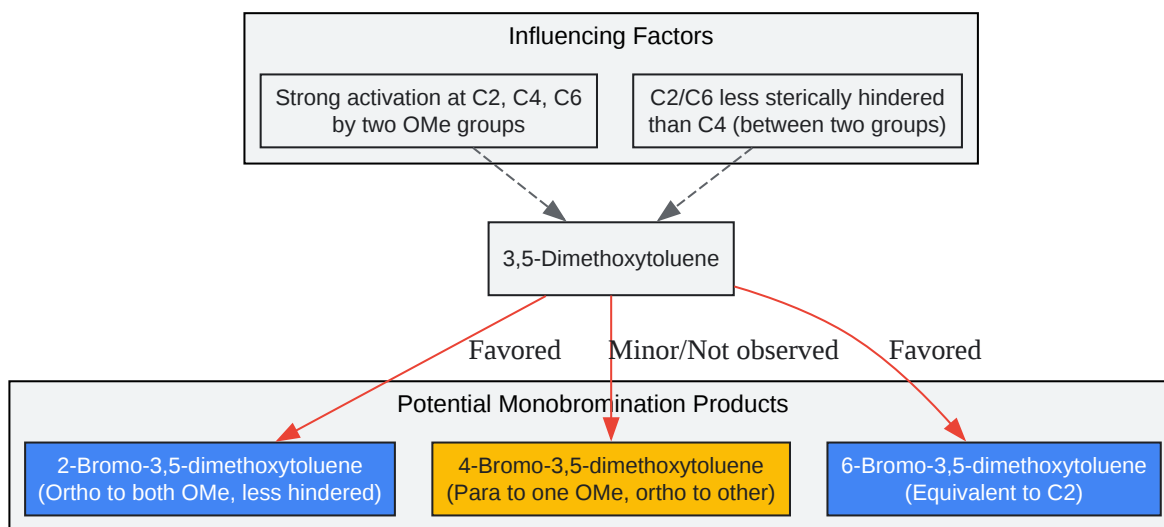 Influencing Factors
Strong activation at C2, C4, C6
by two OMe groups
C2/C6 less sterically hindered
than C4 (between two groups)
3,5-Dimethoxytoluene
Favored
Minor/Not observed
Favored
Potential Monobromination Products
2-Bromo-3,5-dimethoxytoluene
(Ortho to both OMe, less hindered)
4-Bromo-3,5-dimethoxytoluene
(Para to one OMe, ortho to other)
6-Bromo-3,5-dimethoxytoluene
(Equivalent to C2)